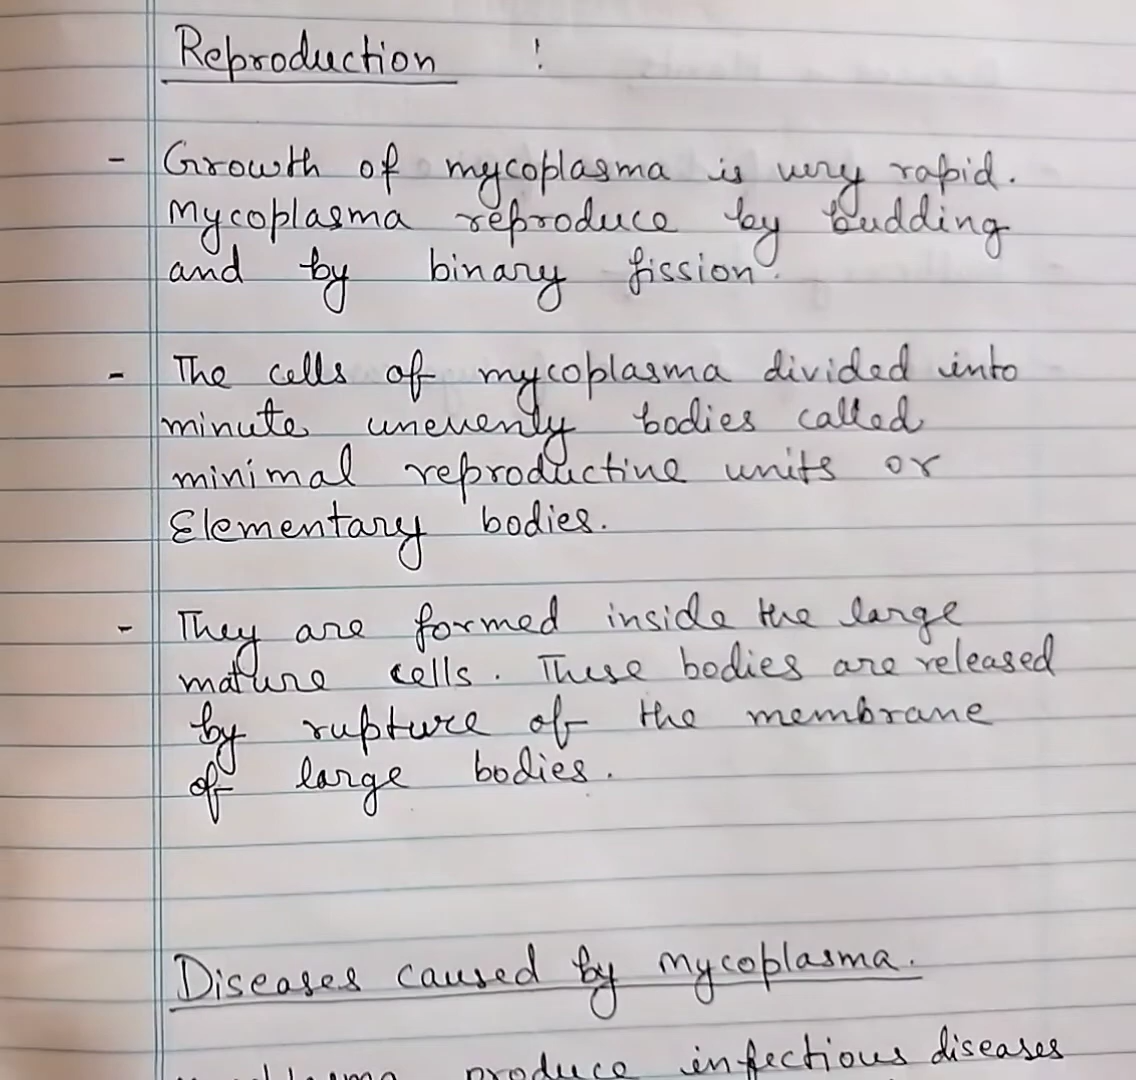 Reproduction :
- Growth of mycoplasma is very rapid.
Mycoplasma reproduce by budding
and by binary fission.
- The cells of mycoplasma divided into
minute unevenly bodies called
minimal reproductive units or
Elementary bodies.
- They are formed inside the large
mature cells. These bodies are released
by rupture of the membrane
of large bodies.
Diseases caused by mycoplasma.
produce infectious diseases